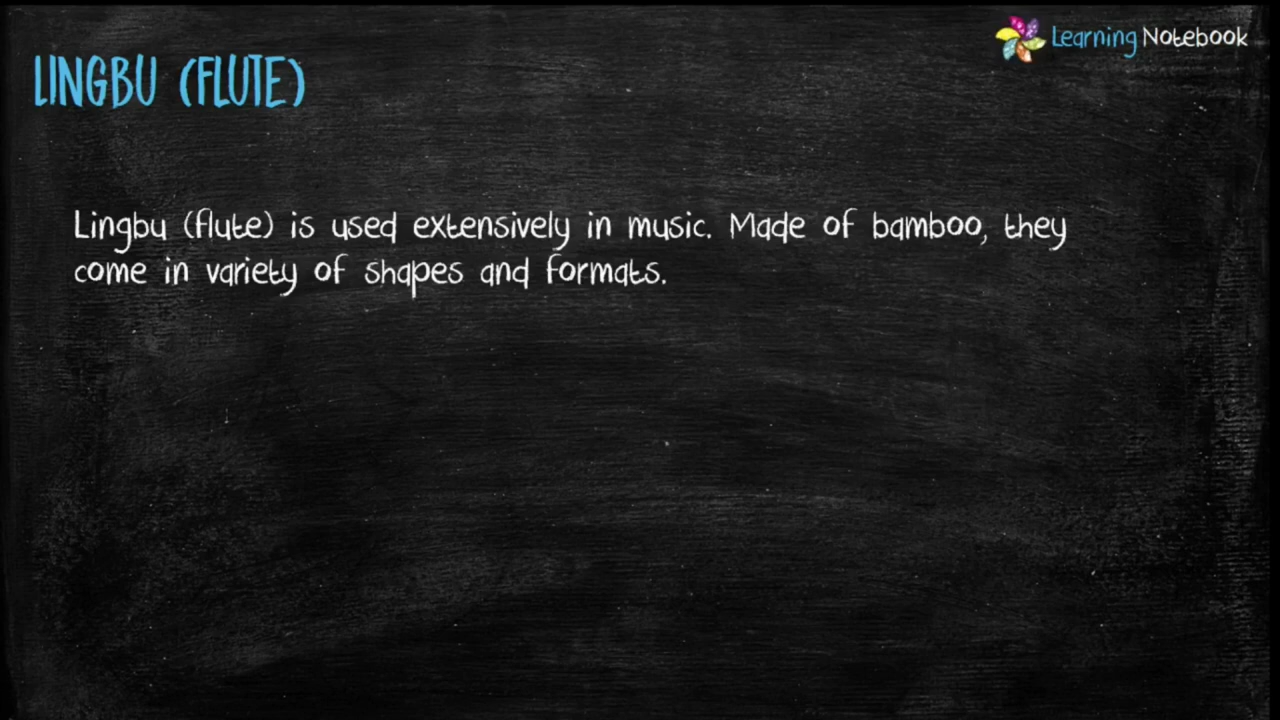 Learning Notebook
LINGBU (FLUTE)
Lingbu (flute) is used extensively in music. Made of bamboo, they
come in variety of shapes and formats.